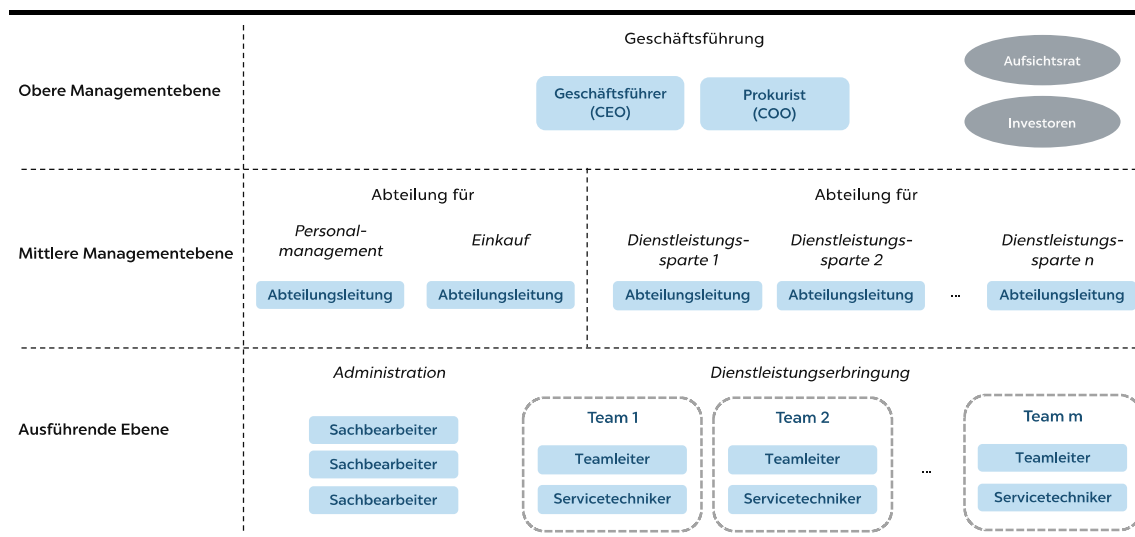 Geschäftsführung
Aufsichtsrat
Obere Managementebene
Geschäftsführer
(CEO)
Prokurist
(COO)
Investoren
Abteilung für
Abteilung für
Mittlere Managementebene
Personal-
management
Einkauf
Dienstleistungs-
sparte 1
Dienstleistungs-
sparte 2
Dienstleistungs-
sparte n
Abteilungsleitung
Abteilungsleitung
Abteilungsleitung
Abteilungsleitung
...
Abteilungsleitung
Administration
Dienstleistungserbringung
Ausführende Ebene
Sachbearbeiter
Sachbearbeiter
Sachbearbeiter
Team 1
Teamleiter
Servicetechniker
Team 2
Teamleiter
Servicetechniker
...
Team m
Teamleiter
Servicetechniker